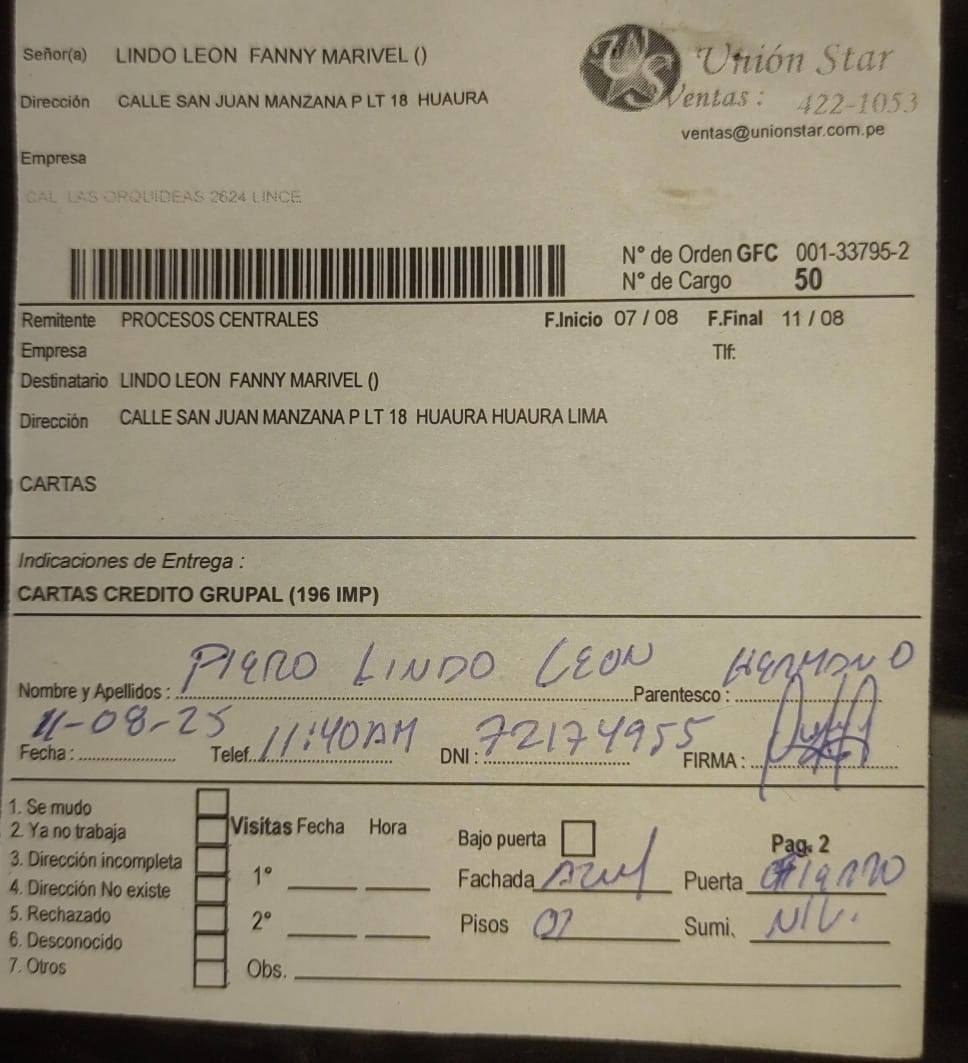 Señor(a) LINDO LEON FANNY MARIVEL ()
Unión Star
Dirección CALLE SAN JUAN MANZANA P LT 18 HUAURA
Ventas : 422-1053
ventas@unionstar.com.pe
Empresa
CAL LAS ORQUIDEAS 2624 LINCE
N° de Orden GFC 001-33795-2
N° de Cargo 50
Remitente PROCESOS CENTRALES F.Inicio 07 / 08 F.Final 11 / 08
Empresa Tlf:
Destinatario LINDO LEON FANNY MARIVEL ()
Dirección CALLE SAN JUAN MANZANA P LT 18 HUAURA HUAURA LIMA
CARTAS
Indicaciones de Entrega :
CARTAS CREDITO GRUPAL (196 IMP)
Nombre y Apellidos : PIERO LINDO LEON Parentesco : HERMANO
Fecha : 11-08-25 Telef. 11:40AM DNI : 72174955 FIRMA :
1. Se mudo
2. Ya no trabaja
3. Dirección incompleta
4. Dirección No existe
5. Rechazado
6. Desconocido
7. Otros
Visitas Fecha Hora
1°
2°
Obs.
Bajo puerta Pag. 2
Fachada Azul Puerta
Pisos 01 Sumi. N/V.